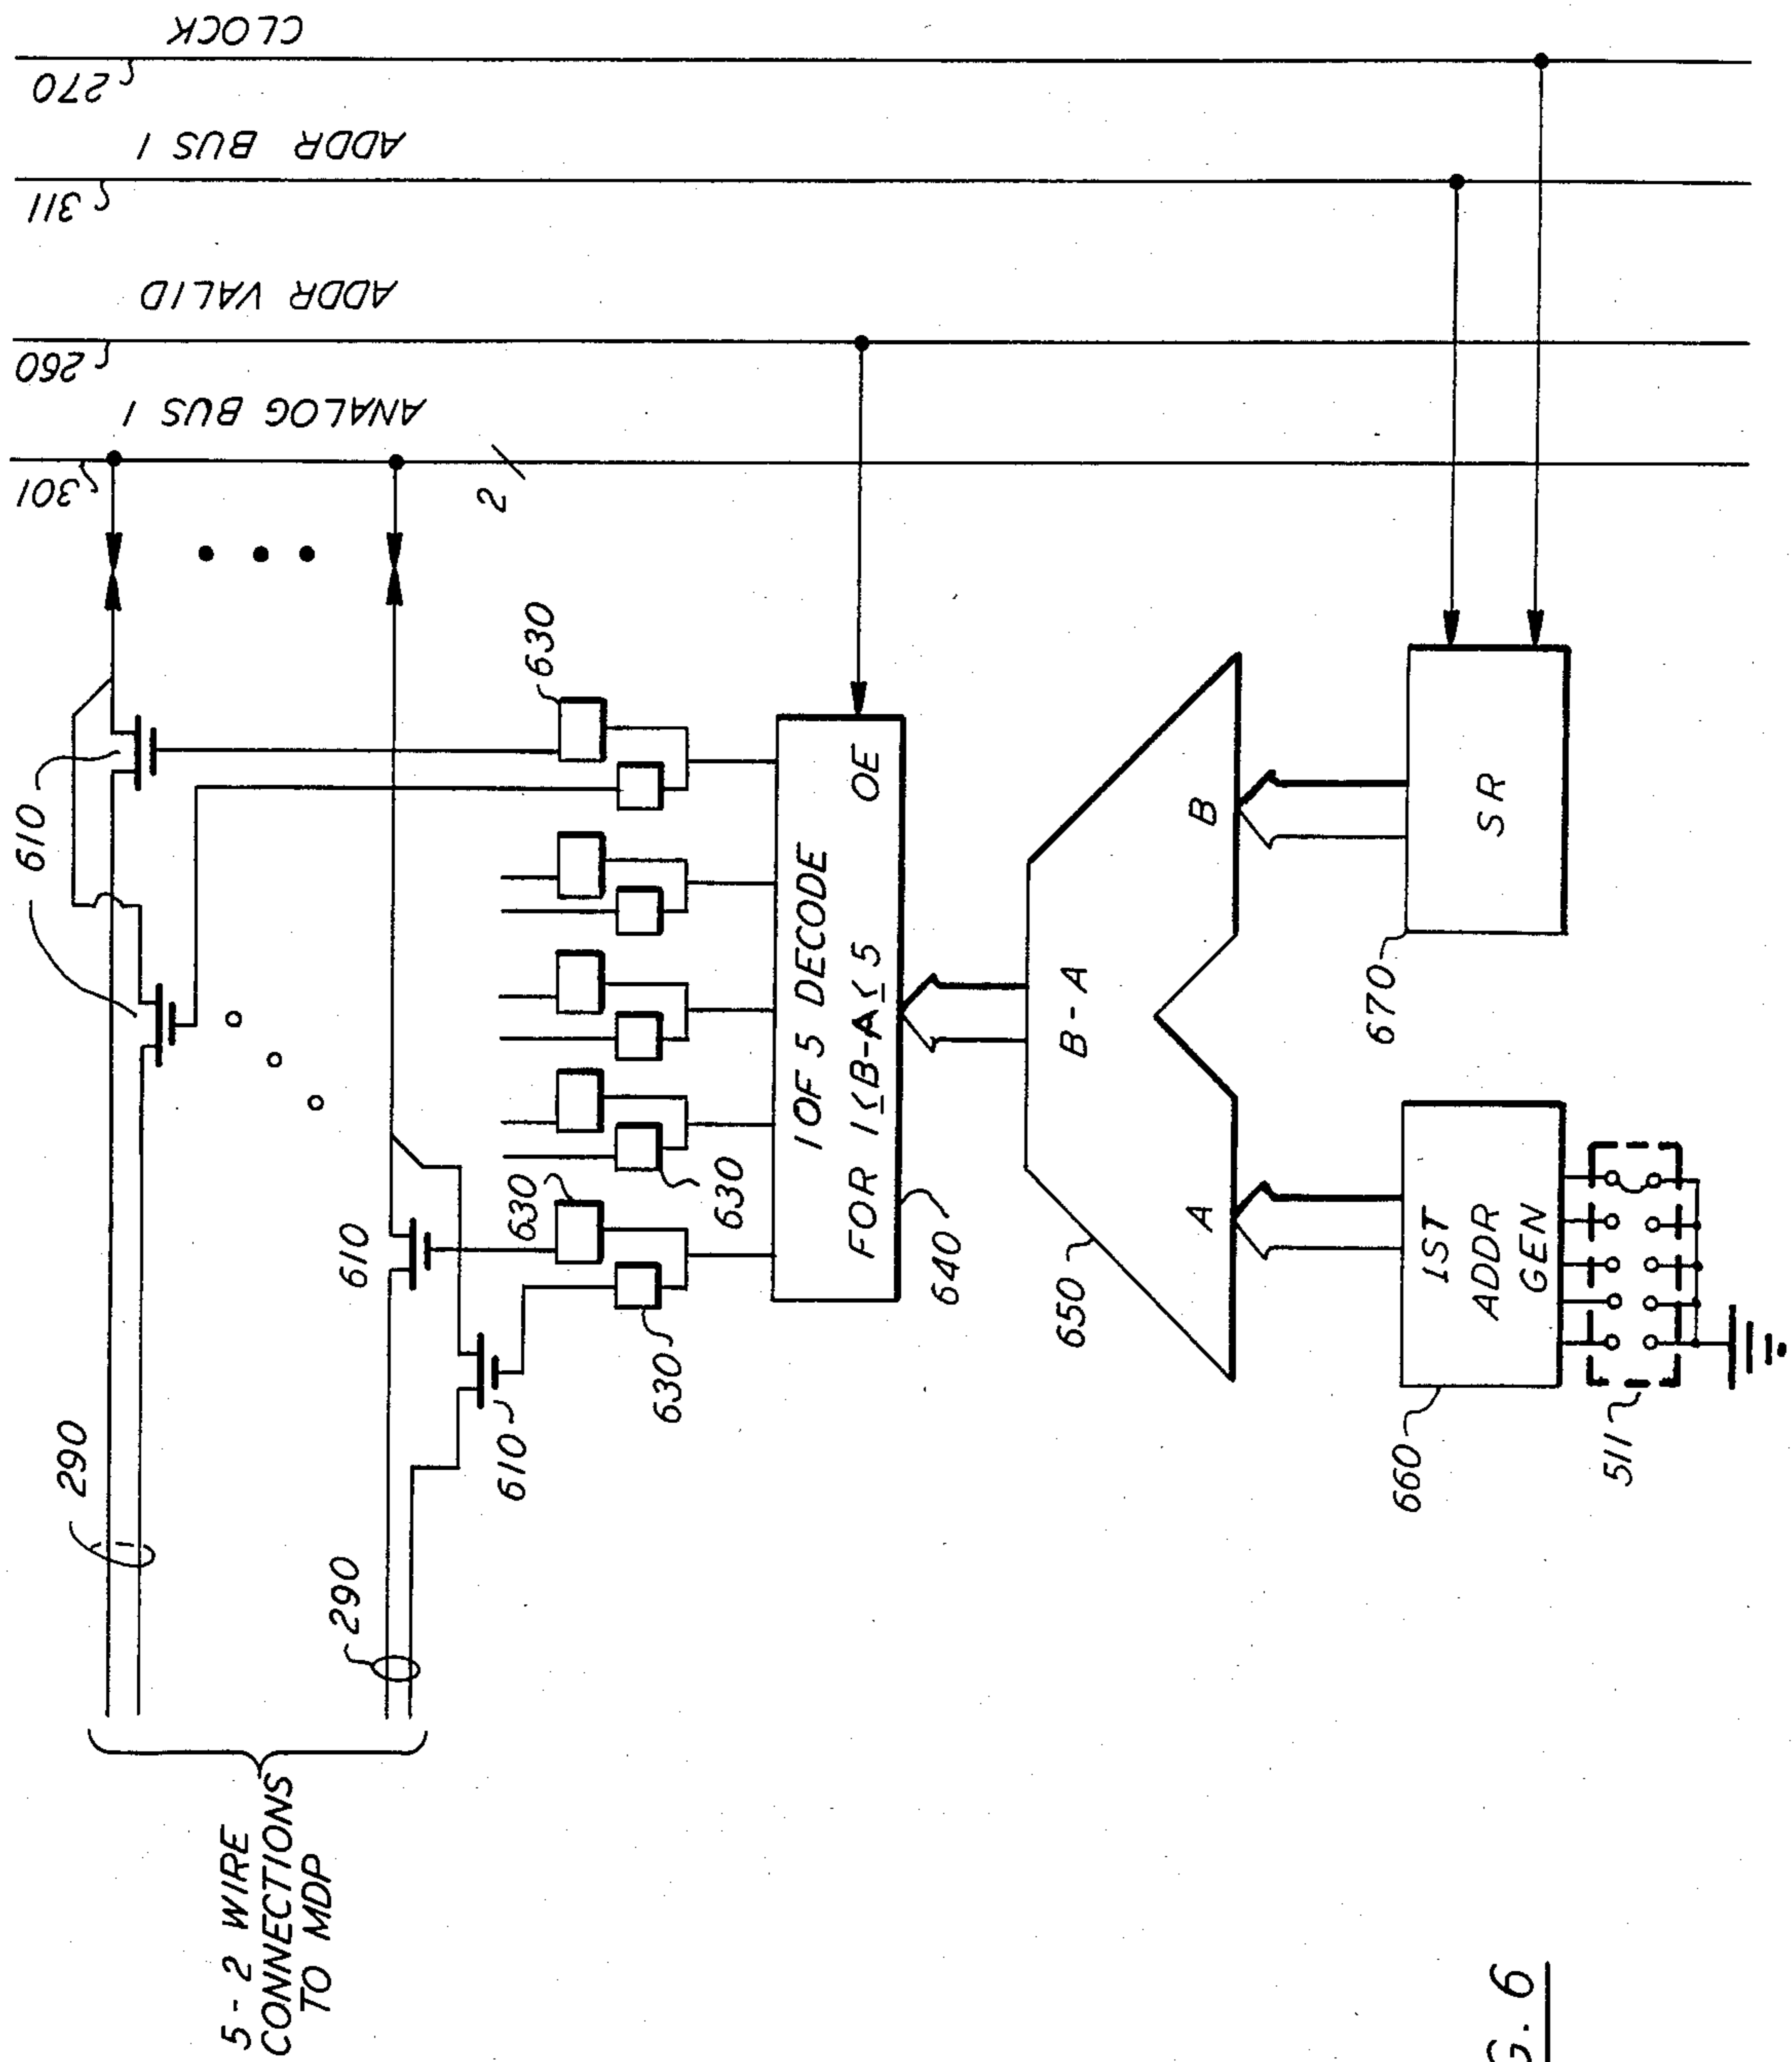 CLOCK
270
ADDR BUS 1
311
ADDR VALID
260
ANALOG BUS 1
301
2
610
630
290
610
630
630
630
610
290
5-2 WIRE
CONNECTIONS
TO MDP
1 OF 5 DECODE
FOR 1≤B-A≤5
OE
640
B-A
A
B
650
1ST
ADDR
GEN
660
SR
670
511
G. 6